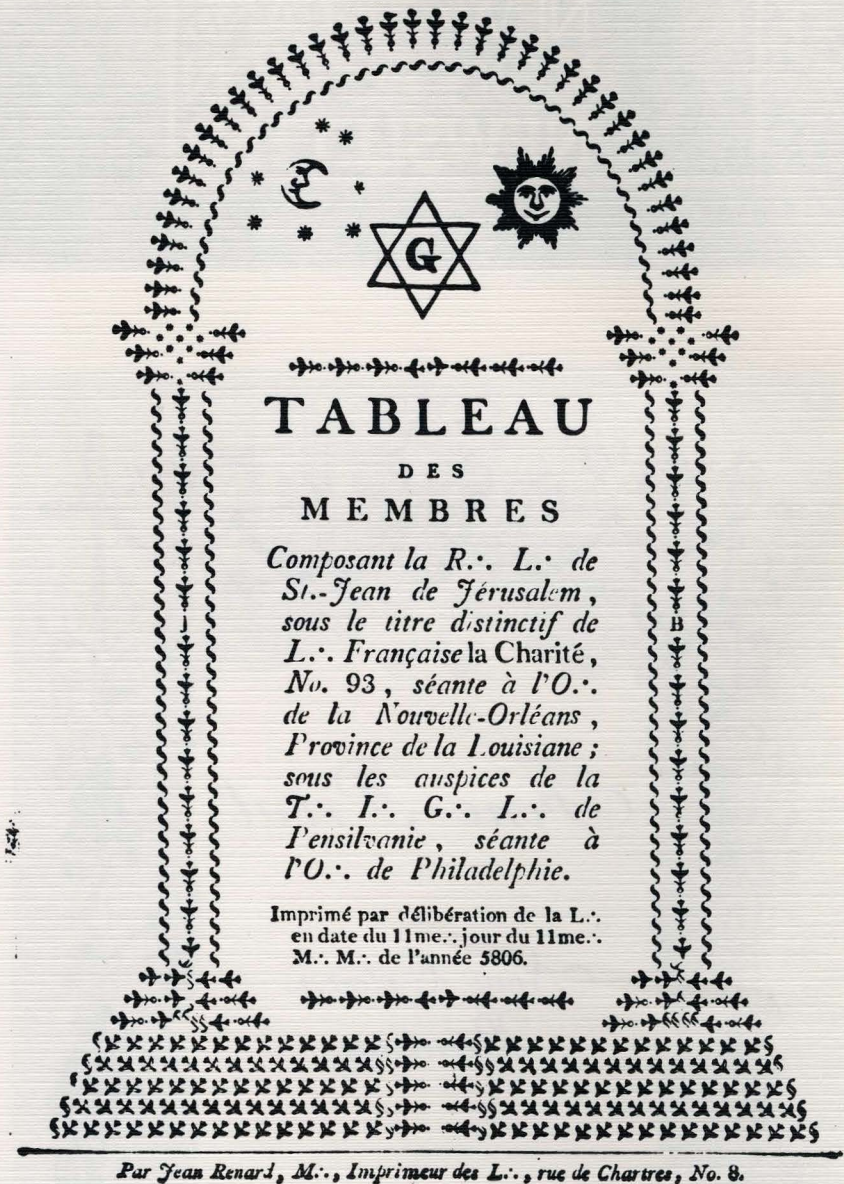 G
TABLEAU
DES
MEMBRES
Composant la R.·. L.·. de
St.-Jean de Jérusalem,
sous le titre distinctif de
L.·. Française la Charité,
No. 93, séante à l'O.·.
de la Nouvelle-Orléans,
Province de la Louisiane;
sous les auspices de la
T.·. I.·. G.·. L.·. de
Pensilvanie, séante à
l'O.·. de Philadelphie.
J
B
Imprimé par délibération de la L.·.
en date du 11me.·. jour du 11me.·.
M.·. M.·. de l'année 5806.
Par Jean Renard, M.·., Imprimeur des L.·., rue de Chartres, No. 8.